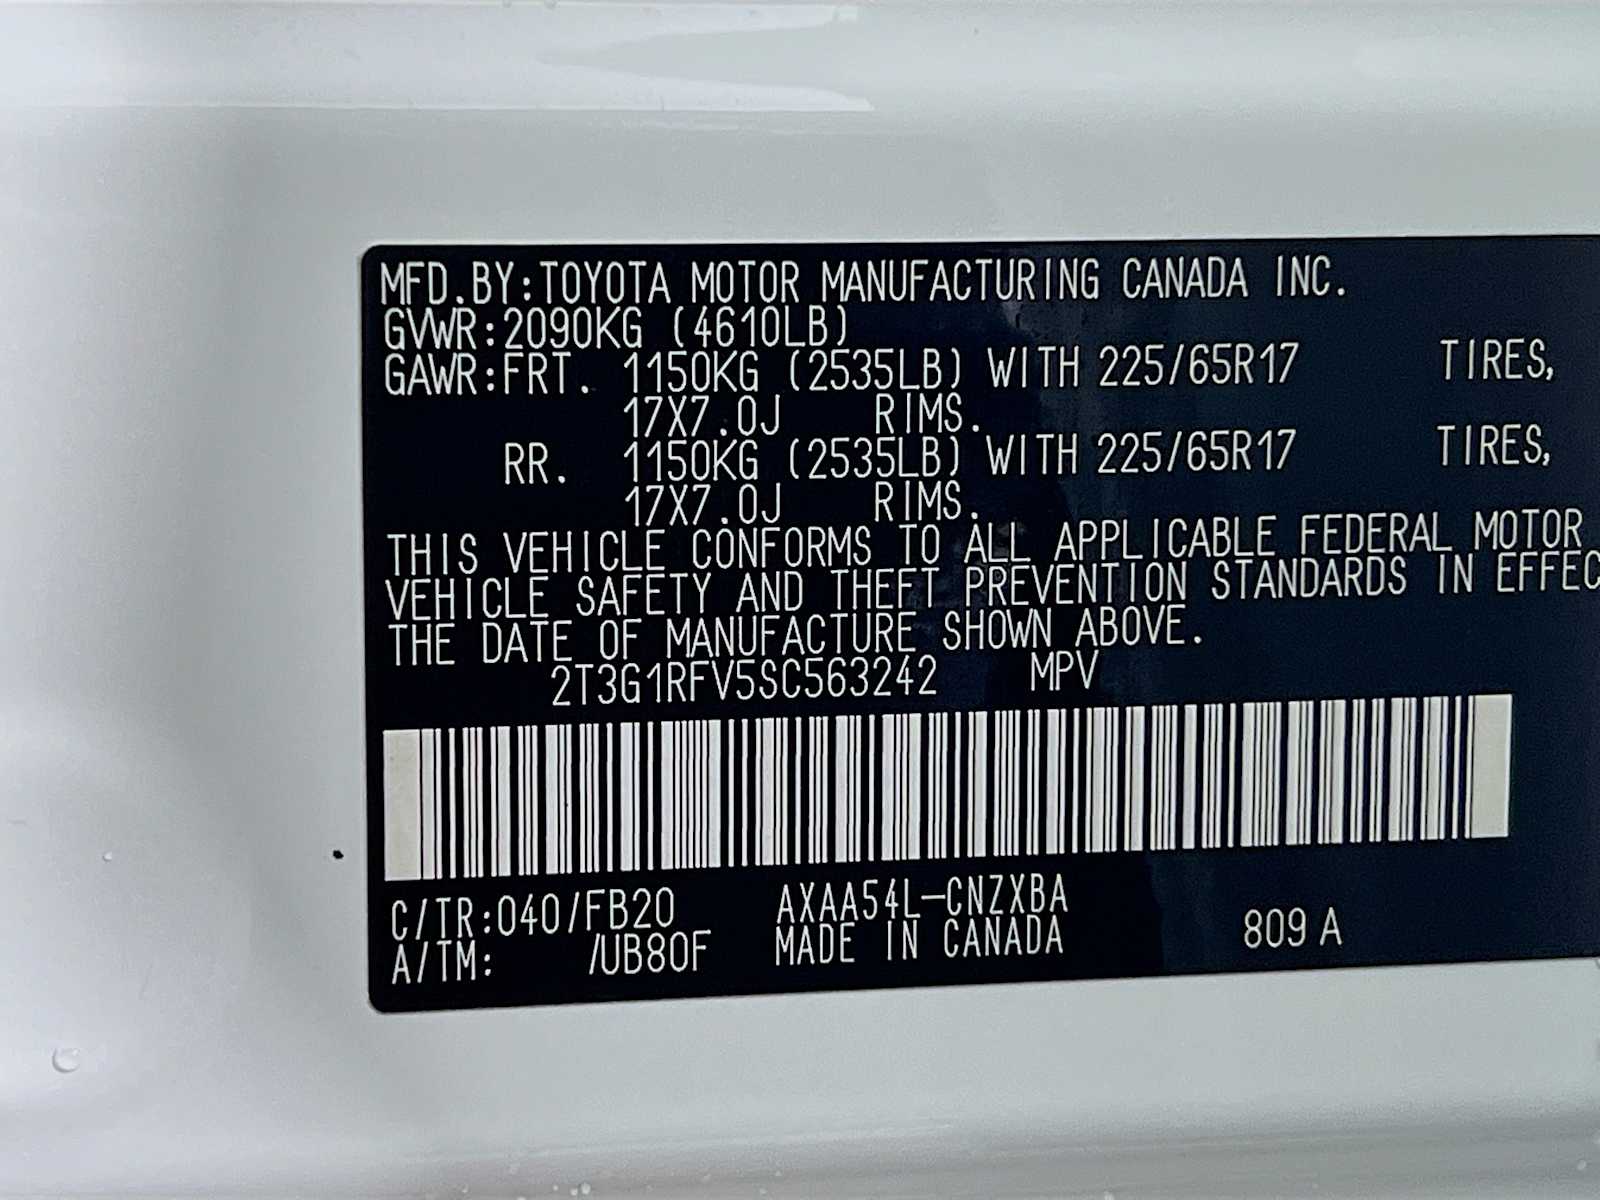 MFD.BY:TOYOTA MOTOR MANUFACTURING CANADA INC.
GVWR:2090KG (4610LB)
GAWR:FRT. 1150KG (2535LB) WITH 225/65R17 TIRES,
17X7.0J RIMS.
RR. 1150KG (2535LB) WITH 225/65R17 TIRES,
17X7.0J RIMS.
THIS VEHICLE CONFORMS TO ALL APPLICABLE FEDERAL MOTOR
VEHICLE SAFETY AND THEFT PREVENTION STANDARDS IN EFFEC
THE DATE OF MANUFACTURE SHOWN ABOVE.
2T3G1RFV5SC563242 MPV
C/TR:040/FB20 AXAA54L-CNZXBA
A/TM: /UB80F MADE IN CANADA 809 A